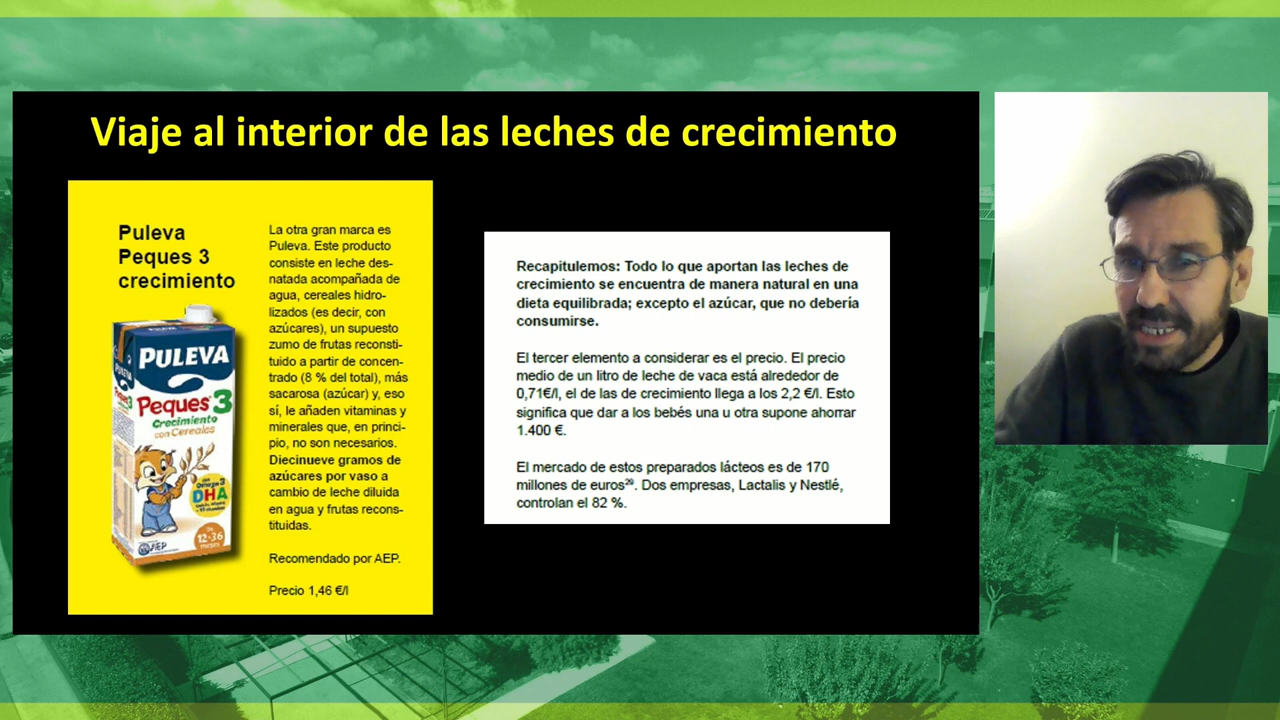 Viaje al interior de las leches de crecimiento
Puleva
Peques 3
crecimiento
La otra gran marca es
Puleva. Este producto
consiste en leche des-
natada acompañada de
agua, cereales hidro-
lizados (es decir, con
azúcares), un supuesto
zumo de frutas reconsti-
tuido a partir de concen-
trado (8 % del total), más
sacarosa (azúcar) y, eso
sí, le añaden vitaminas y
minerales que, en princi-
pio, no son necesarios.
Diecinueve gramos de
azúcares por vaso a
cambio de leche diluida
en agua y frutas recons-
tituidas.
Recomendado por AEP.
Precio 1,46 €/l
PULEVA
Peques 3
Crecimiento
con Cereales
DHA
12-36
AEP
Recapitulemos: Todo lo que aportan las leches de
crecimiento se encuentra de manera natural en una
dieta equilibrada; excepto el azúcar, que no debería
consumirse.
El tercer elemento a considerar es el precio. El precio
medio de un litro de leche de vaca está alrededor de
0,71€/l, el de las de crecimiento llega a los 2,2 €/l. Esto
significa que dar a los bebés una u otra supone ahorrar
1.400 €.
El mercado de estos preparados lácteos es de 170
millones de euros²⁹. Dos empresas, Lactalis y Nestlé,
controlan el 82 %.